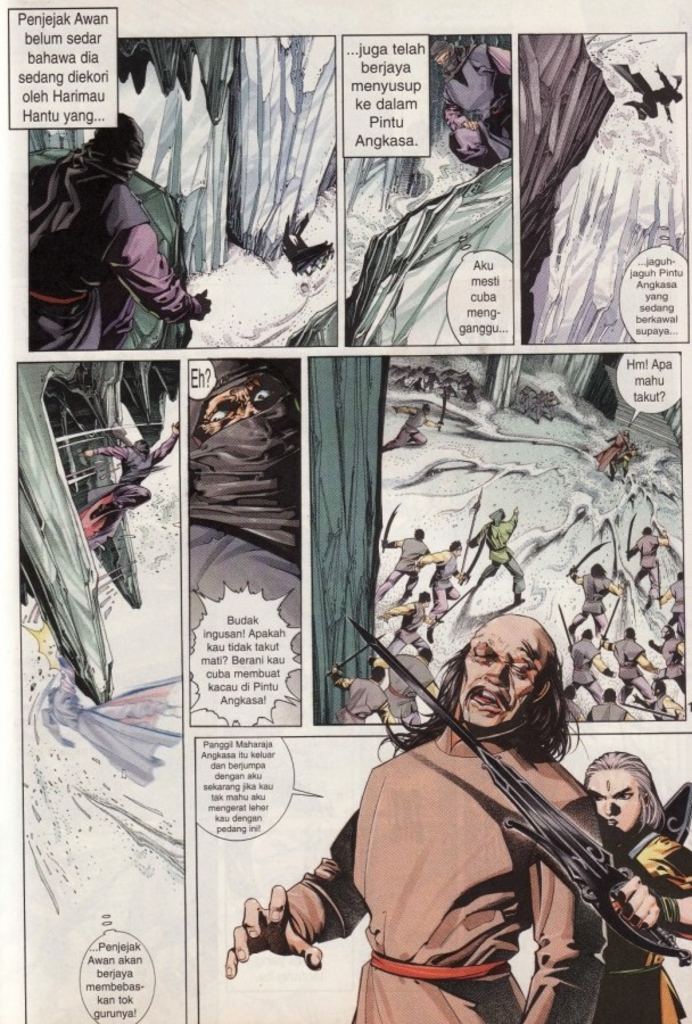 Penjejak Awan
belum sedar
bahawa dia
sedang diekori
oleh Harimau
Hantu yang...
...juga telah
berjaya
menyusup
ke dalam
Pintu
Angkasa.
Aku
mesti
cuba
meng-
ganggu...
...jaguh-
jaguh Pintu
Angkasa
yang
sedang
berkawal
supaya...
...Penjejak
Awan akan
berjaya
membebas-
kan tok
gurunya!
Eh?
Budak
ingusan! Apakah
kau tidak takut
mati? Berani kau
cuba membuat
kacau di Pintu
Angkasa!
Hm! Apa
mahu
takut?
Panggil Maharaja
Angkasa itu keluar
dan berjumpa
dengan aku
sekarang jika kau
tak mahu aku
mengerat leher
kau dengan
pedang ini!